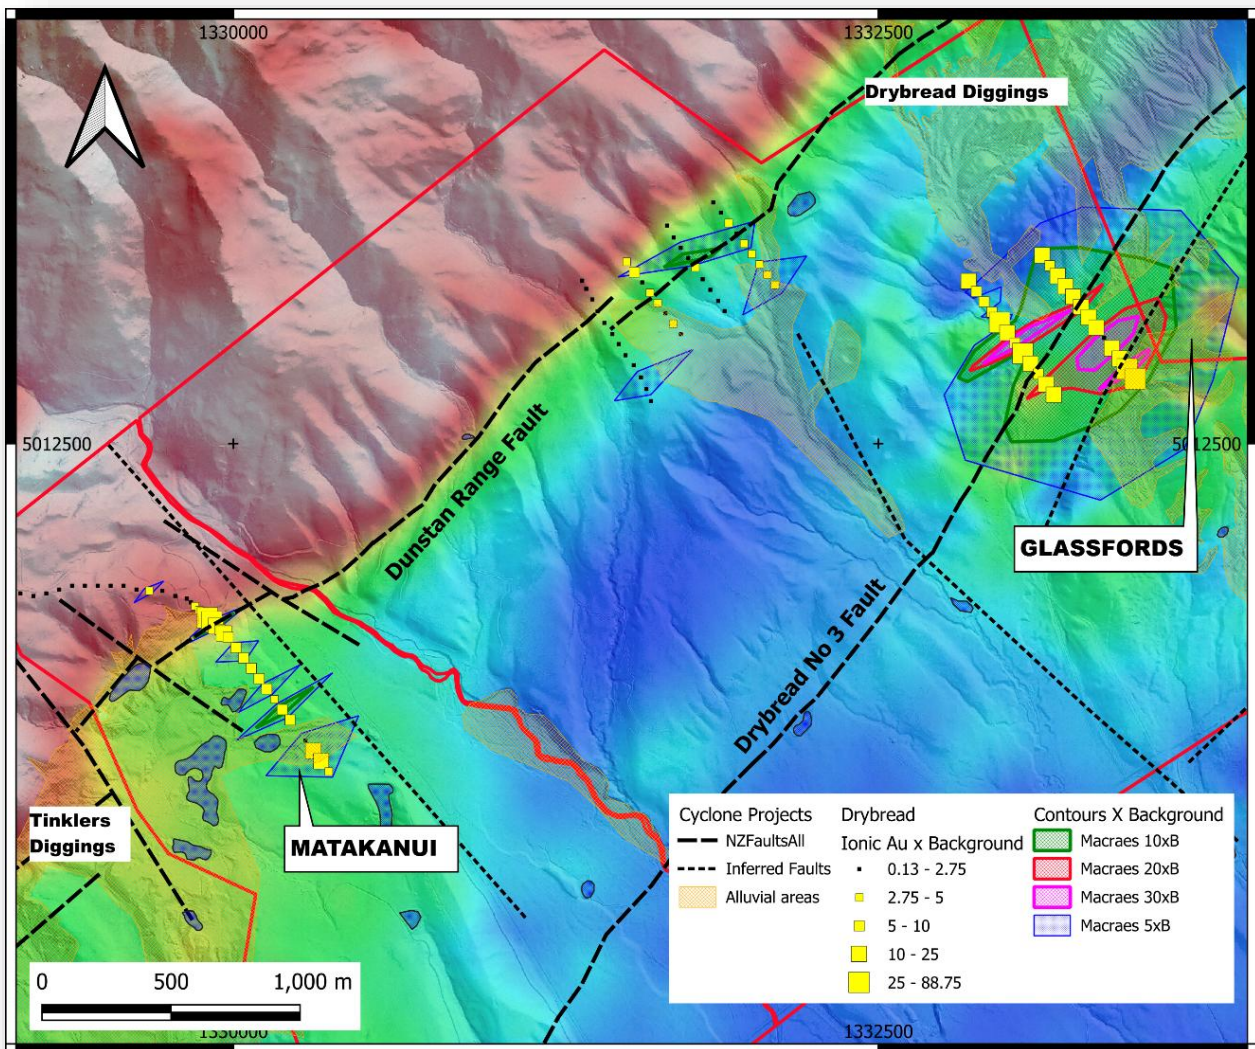 1330000
1332500
Drybread Diggings
5012500
5012500
Dunstan Range Fault
GLASSFORDS
Drybread No 3 Fault
Tinklers
Diggings
MATAKANUI
Cyclone Projects
NZFaultsAll
Inferred Faults
Alluvial areas
Drybread
Ionic Au x Background
0.13 - 2.75
2.75 - 5
5 - 10
10 - 25
25 - 88.75
Contours X Background
Macraes 10xB
Macraes 20xB
Macraes 30xB
Macraes 5xB
0 500 1,000 m
1330000
1332500